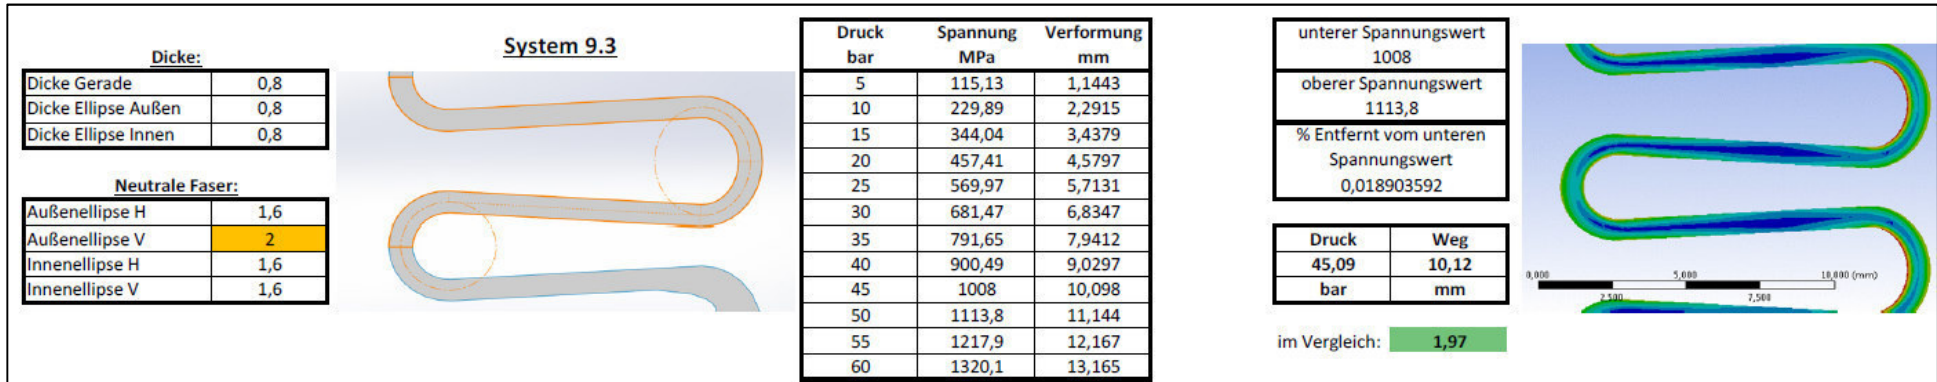 Dicke:
Dicke Gerade 0,8
Dicke Ellipse Außen 0,8
Dicke Ellipse Innen 0,8
Neutrale Faser:
Außenellipse H 1,6
Außenellipse V 2
Innenellipse H 1,6
Innenellipse V 1,6
System 9.3
Druck Spannung Verformung
bar MPa mm
5 115,13 1,1443
10 229,89 2,2915
15 344,04 3,4379
20 457,41 4,5797
25 569,97 5,7131
30 681,47 6,8347
35 791,65 7,9412
40 900,49 9,0297
45 1008 10,098
50 1113,8 11,144
55 1217,9 12,167
60 1320,1 13,165
unterer Spannungswert
1008
oberer Spannungswert
1113,8
% Entfernt vom unteren
Spannungswert
0,018903592
Druck Weg
45,09 10,12
bar mm
im Vergleich: 1,97
0,000 5,000 10,000 (mm)
2,500 7,500